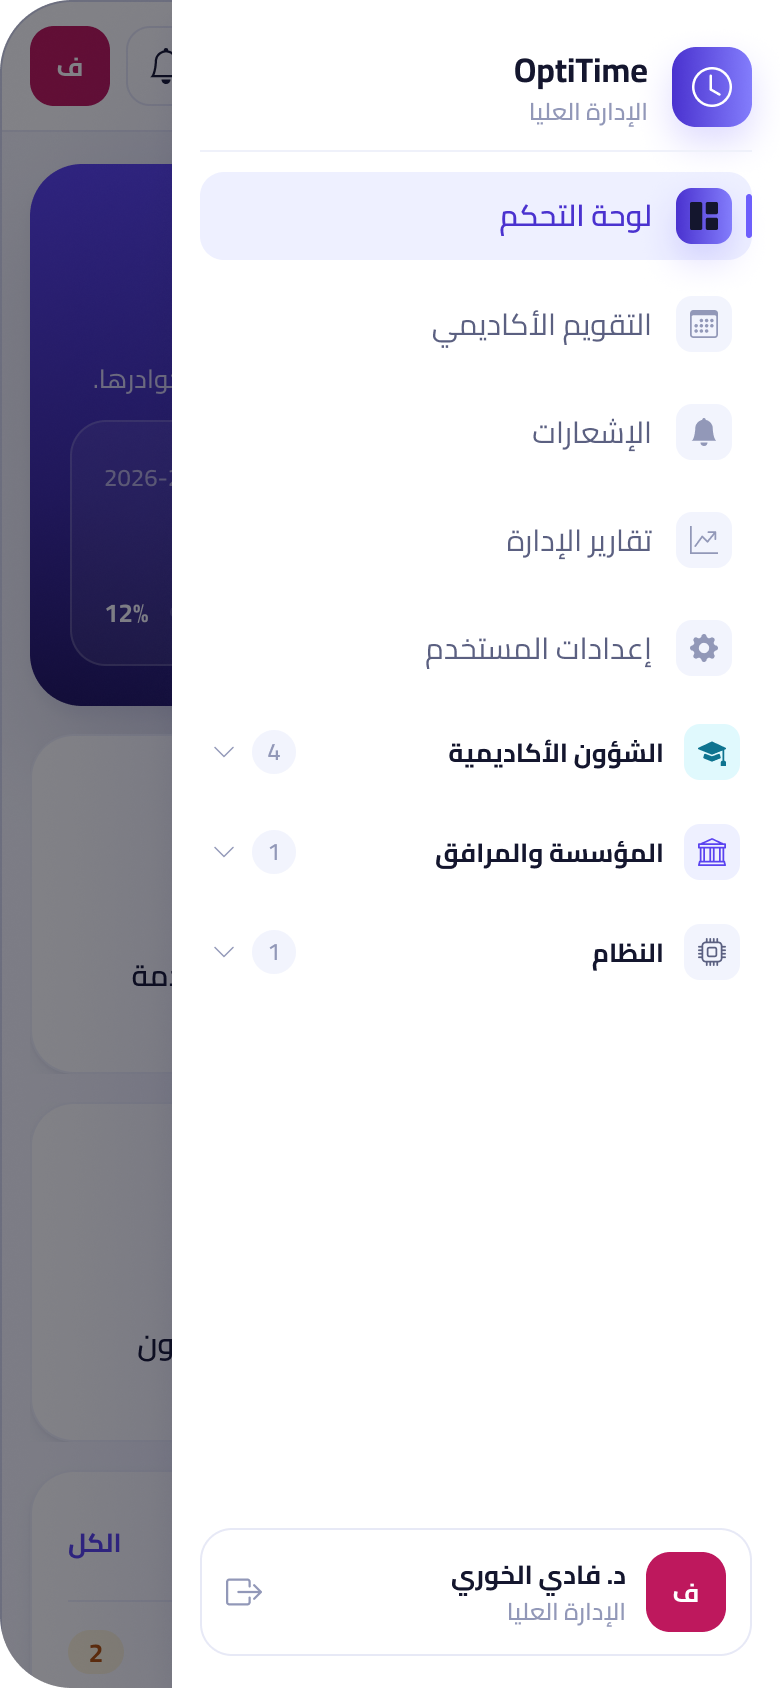 OptiTime
الإدارة العليا
لوحة التحكم
التقويم الأكاديمي
الإشعارات
تقارير الإدارة
إعدادات المستخدم
الشؤون الأكاديمية
4
المؤسسة والمرافق
1
النظام
1
د. فادي الخوري
الإدارة العليا
ف
ف
12%
الكل
2